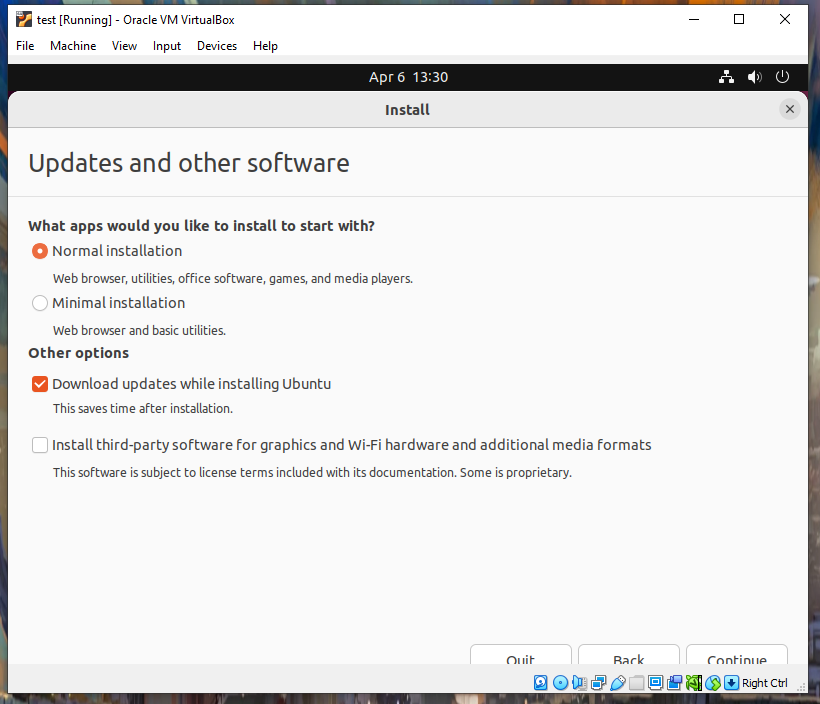 test [Running] - Oracle VM VirtualBox
File Machine View Input Devices Help
Apr 6 13:30
Install
Updates and other software
What apps would you like to install to start with?
Normal installation
Web browser, utilities, office software, games, and media players.
Minimal installation
Web browser and basic utilities.
Other options
Download updates while installing Ubuntu
This saves time after installation.
Install third-party software for graphics and Wi-Fi hardware and additional media formats
This software is subject to license terms included with its documentation. Some is proprietary.
Quit Back Continue
Right Ctrl